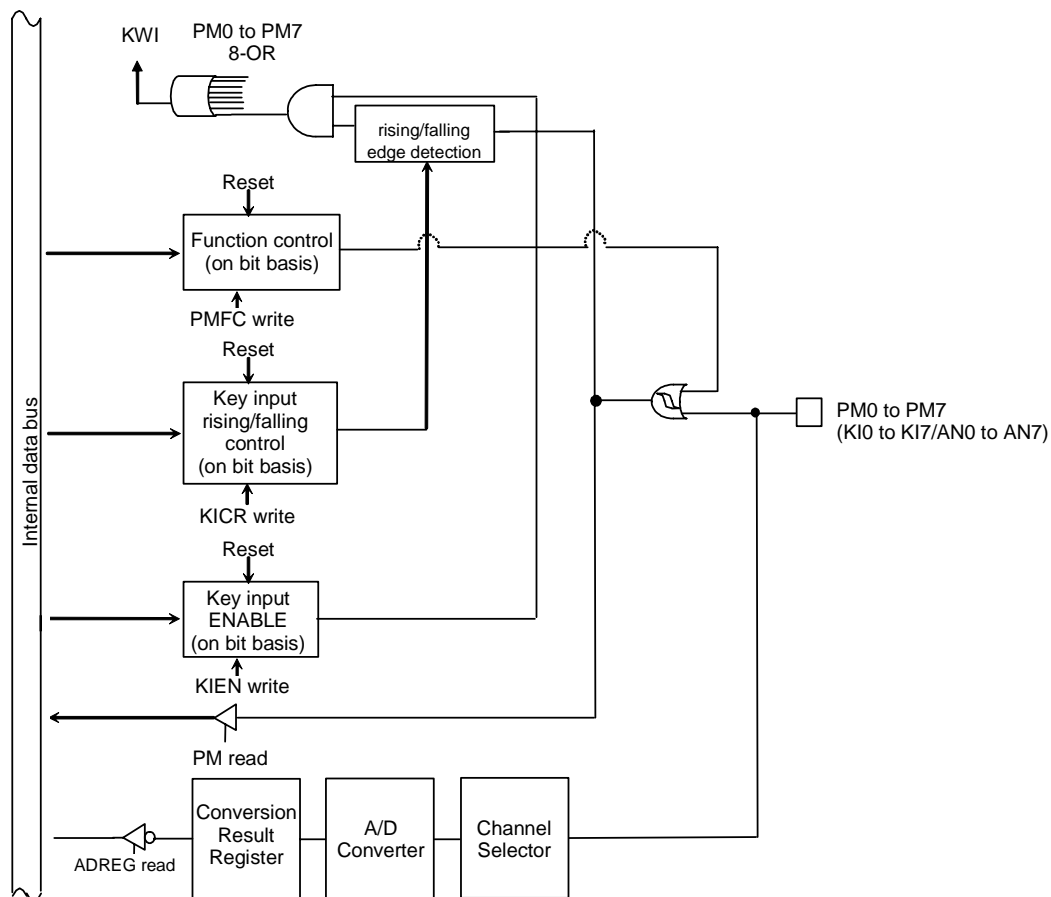 KWI
PM0 to PM7
8-OR
rising/falling
edge detection
Reset
Function control
(on bit basis)
PMFC write
Reset
Key input
rising/falling
control
(on bit basis)
KICR write
PM0 to PM7
(KI0 to KI7/AN0 to AN7)
Internal data bus
Reset
Key input
ENABLE
(on bit basis)
KIEN write
PM read
Conversion
Result
Register
A/D
Converter
Channel
Selector
ADREG read